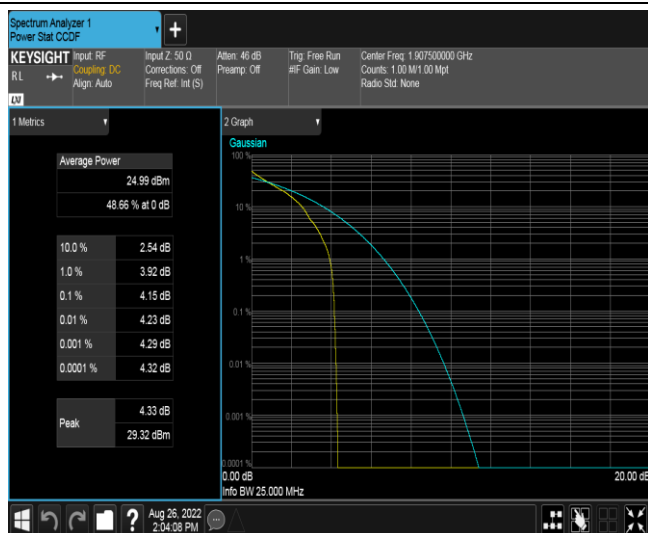 Spectrum Analyzer 1
Power Stat CCDF
+
KEYSIGHT
RL
LXI
Input: RF
Coupling: DC
Align: Auto
Input Z: 50 Ω
Corrections: Off
Freq Ref: Int (S)
Atten: 46 dB
Preamp: Off
Trig: Free Run
#IF Gain: Low
Center Freq: 1.907500000 GHz
Counts: 1.00 M/1.00 Mpt
Radio Std: None
1 Metrics
Average Power
24.99 dBm
48.66 % at 0 dB
10.0 % 2.54 dB
1.0 % 3.92 dB
0.1 % 4.15 dB
0.01 % 4.23 dB
0.001 % 4.29 dB
0.0001 % 4.32 dB
Peak
4.33 dB
29.32 dBm
2 Graph
Gaussian
100 %
10 %
1 %
0.1 %
0.01 %
0.001 %
0.0001 %
0.00 dB
20.00 dB
Info BW 25.000 MHz
?
Aug 26, 2022
2:04:08 PM